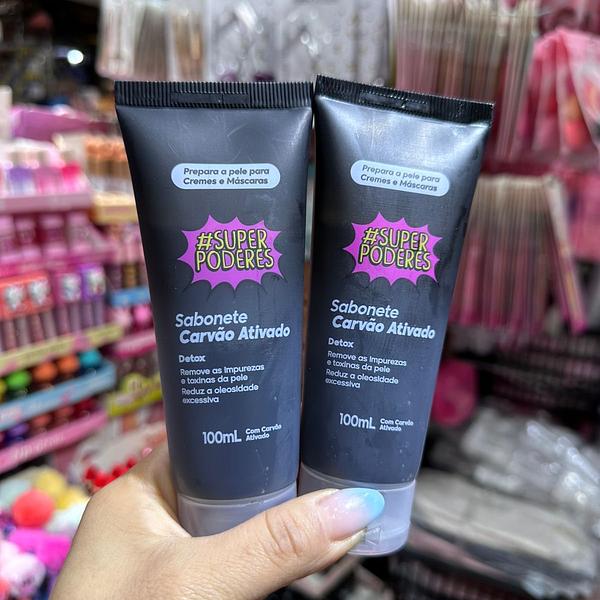 Prepara a pele para
Cremes e Máscaras
#SUPER
PODERES
Sabonete
Carvão Ativado
Detox
Remove as impurezas
e toxinas da pele
Reduz a oleosidade
excessiva
100mL
Com Carvão
Ativado
Prepara a pele para
Cremes e Máscaras
#SUPER
PODERES
Sabonete
Carvão Ativado
Detox
Remove as impurezas
e toxinas da pele
Reduz a oleosidade
excessiva
100mL
Com Carvão
Ativado